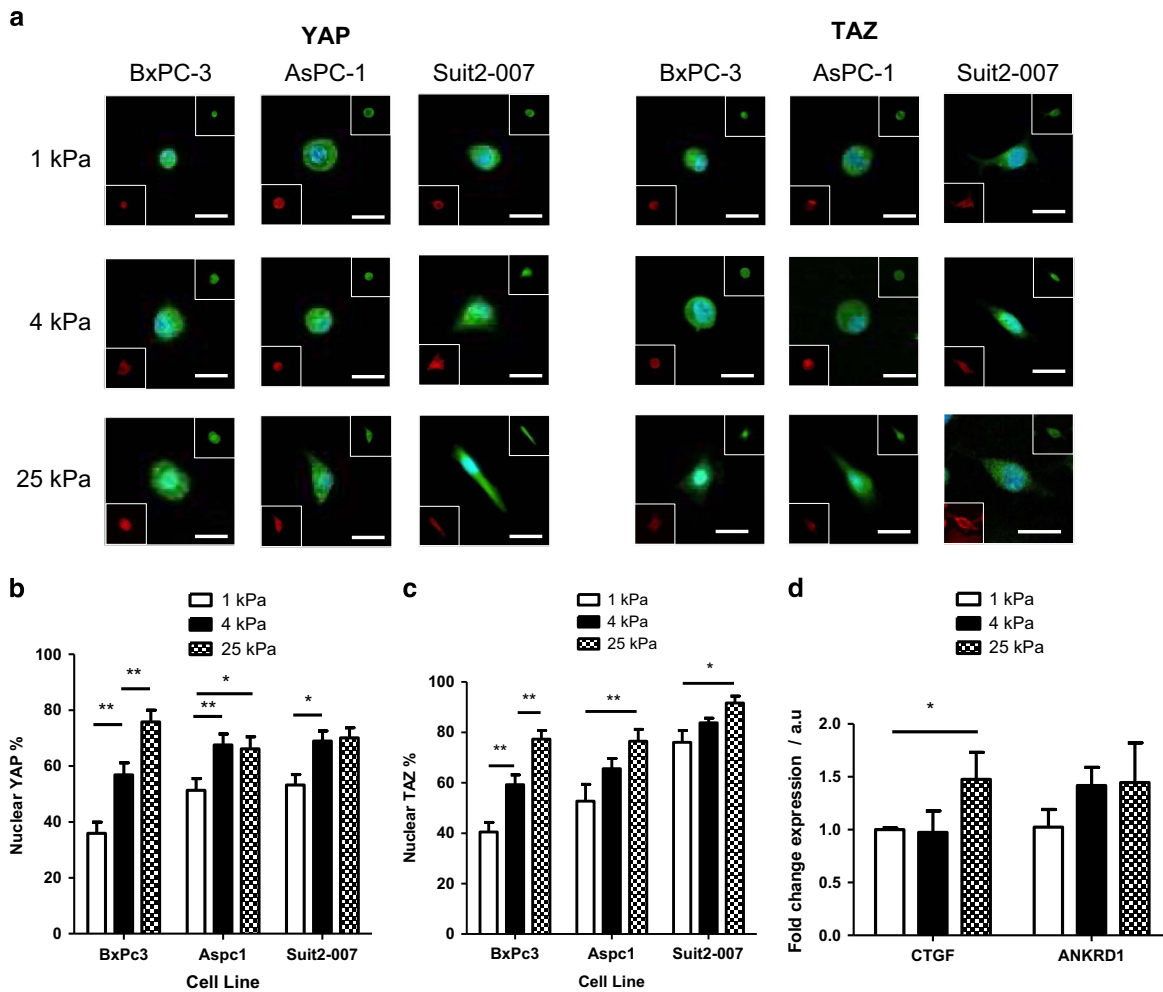 a
YAP
TAZ
BxPC-3 AsPC-1 Suit2-007 BxPC-3 AsPC-1 Suit2-007
1 kPa
4 kPa
25 kPa
b
1 kPa
4 kPa
25 kPa
Nuclear YAP %
100
80
60
40
20
0
** ** ** * *
BxPc3 Aspc1 Suit2-007
Cell Line
c
1 kPa
4 kPa
25 kPa
Nuclear TAZ %
100
80
60
40
20
0
** ** ** *
BxPc3 Aspc1 Suit2-007
Cell Line
d
1 kPa
4 kPa
25 kPa
Fold change expression / a.u
2.0
1.5
1.0
0.5
0.0
*
CTGF ANKRD1